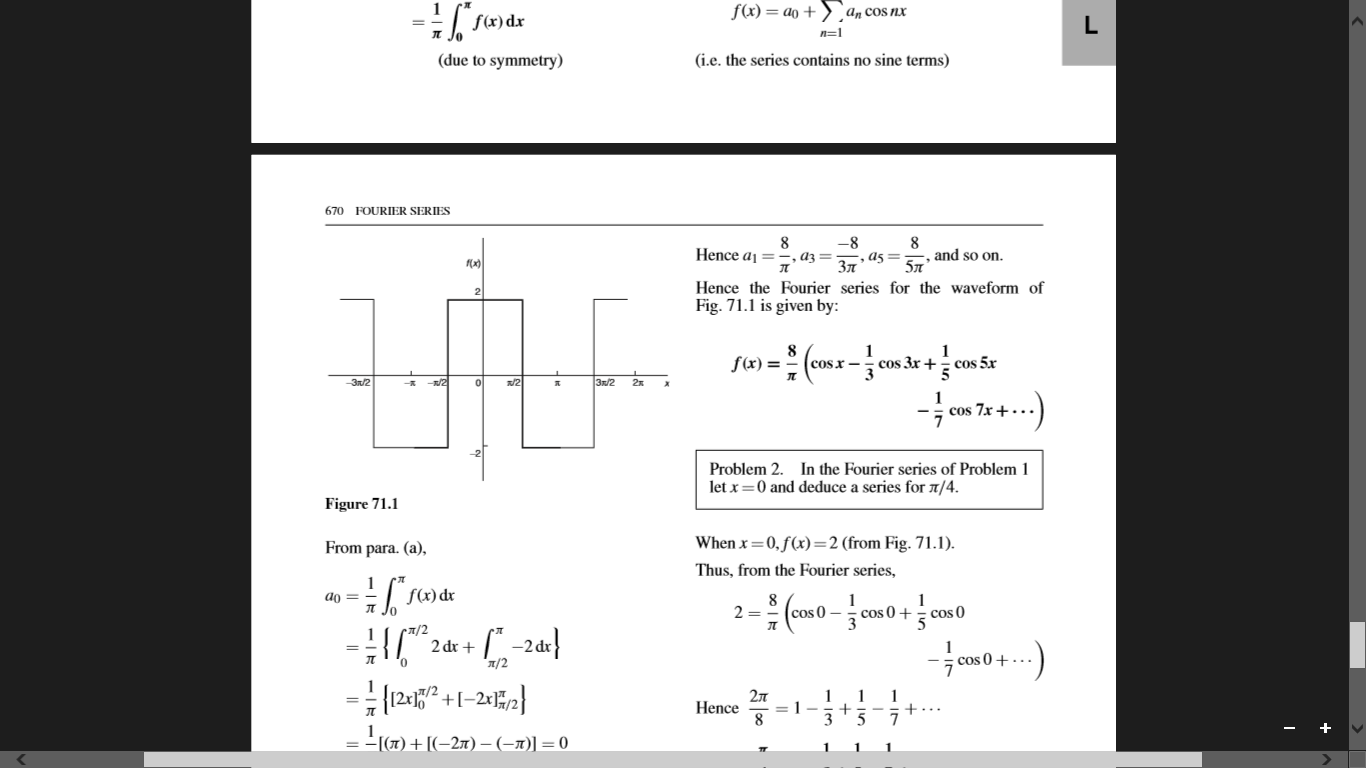 = 1/π ∫₀^π f(x) dx
(due to symmetry)
f(x) = a₀ + ∑ₙ₌₁ aₙ cos nx
(i.e. the series contains no sine terms)
L
670 FOURIER SERIES
f(x)
2
−3π/2 −π −π/2 0 π/2 π 3π/2 2π x
−2
Figure 71.1
From para. (a),
a₀ = 1/π ∫₀^π f(x) dx
= 1/π { ∫₀^π/2 2 dx + ∫π/2^π −2 dx }
= 1/π { [2x]₀^π/2 + [−2x]π/2^π }
= 1/π [(π) + [(−2π) − (−π)] = 0
Hence a₁ = 8/π, a₃ = −8/3π, a₅ = 8/5π, and so on.
Hence the Fourier series for the waveform of
Fig. 71.1 is given by:
f(x) = 8/π ( cos x − 1/3 cos 3x + 1/5 cos 5x
− 1/7 cos 7x + ··· )
Problem 2. In the Fourier series of Problem 1
let x = 0 and deduce a series for π/4.
When x = 0, f(x) = 2 (from Fig. 71.1).
Thus, from the Fourier series,
2 = 8/π ( cos 0 − 1/3 cos 0 + 1/5 cos 0
− 1/7 cos 0 + ··· )
Hence 2π/8 = 1 − 1/3 + 1/5 − 1/7 + ···